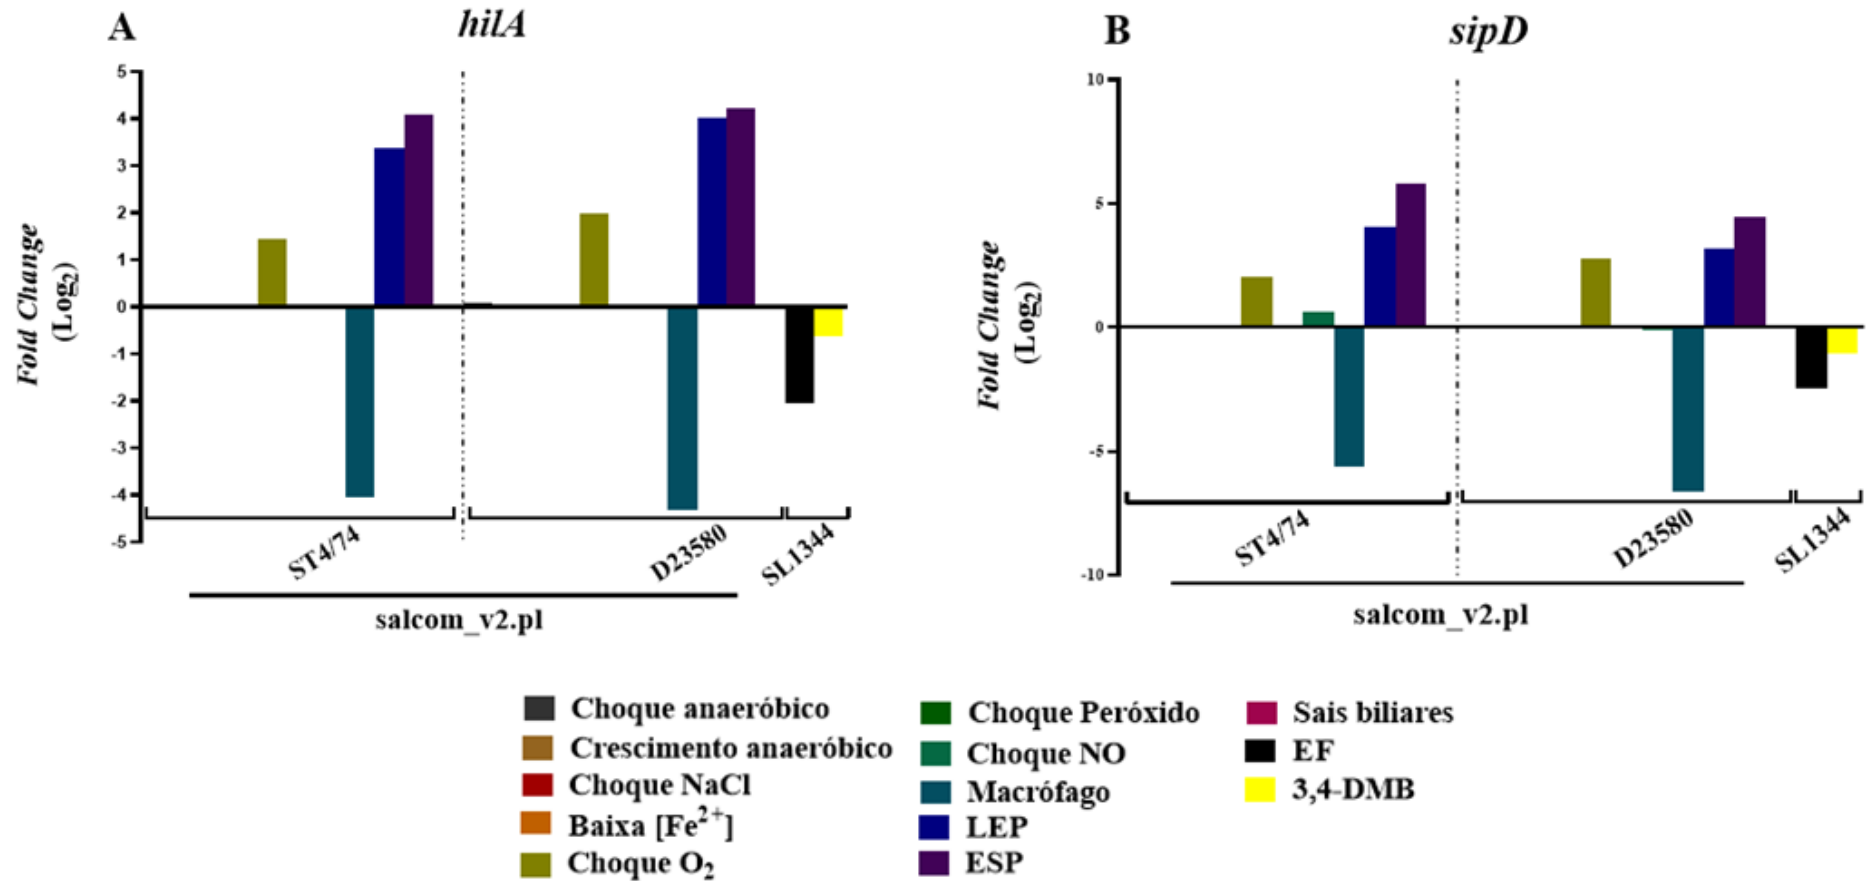 A
hilA
5
4
3
2
1
0
-1
-2
-3
-4
-5
Fold Change
(Log2)
ST4/74
D23580
SL1344
salcom_v2.pl
B
sipD
10
5
0
-5
-10
Fold Change
(Log2)
ST4/74
D23580
SL1344
salcom_v2.pl
Choque anaeróbico
Crescimento anaeróbico
Choque NaCl
Baixa [Fe2+]
Choque O2
Choque Peróxido
Choque NO
Macrófago
LEP
ESP
Sais biliares
EF
3,4-DMB